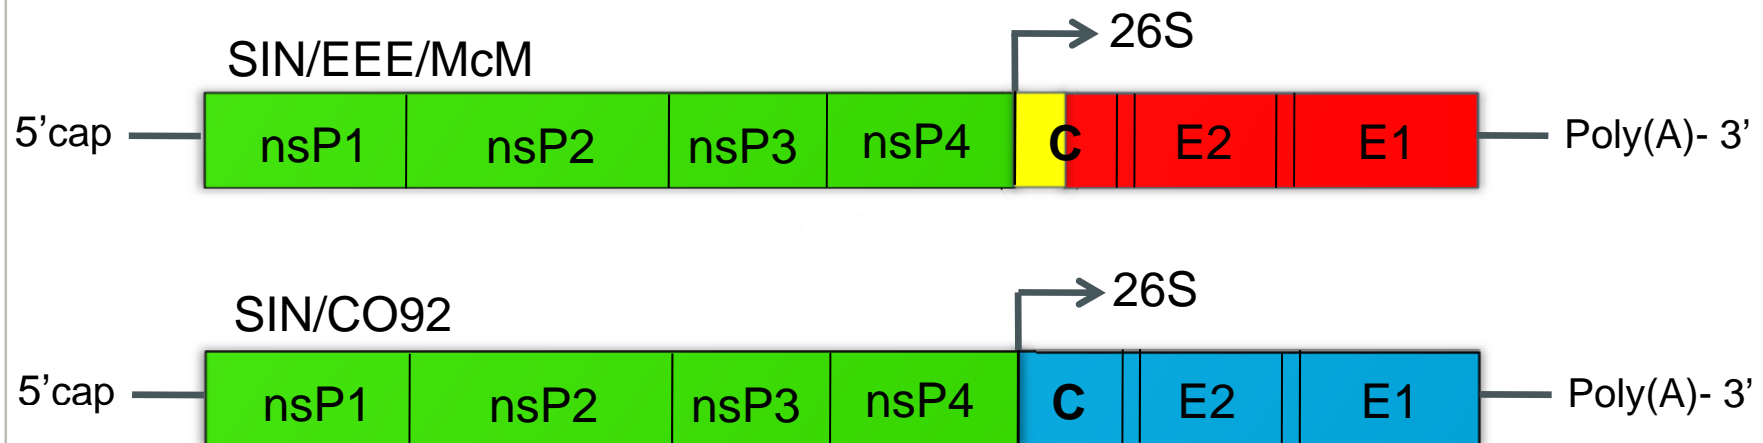 26S
SIN/EEE/McM
5’cap nsP1 nsP2 nsP3 nsP4 C E2 E1 Poly(A)- 3’
26S
SIN/CO92
5’cap nsP1 nsP2 nsP3 nsP4 C E2 E1 Poly(A)- 3’